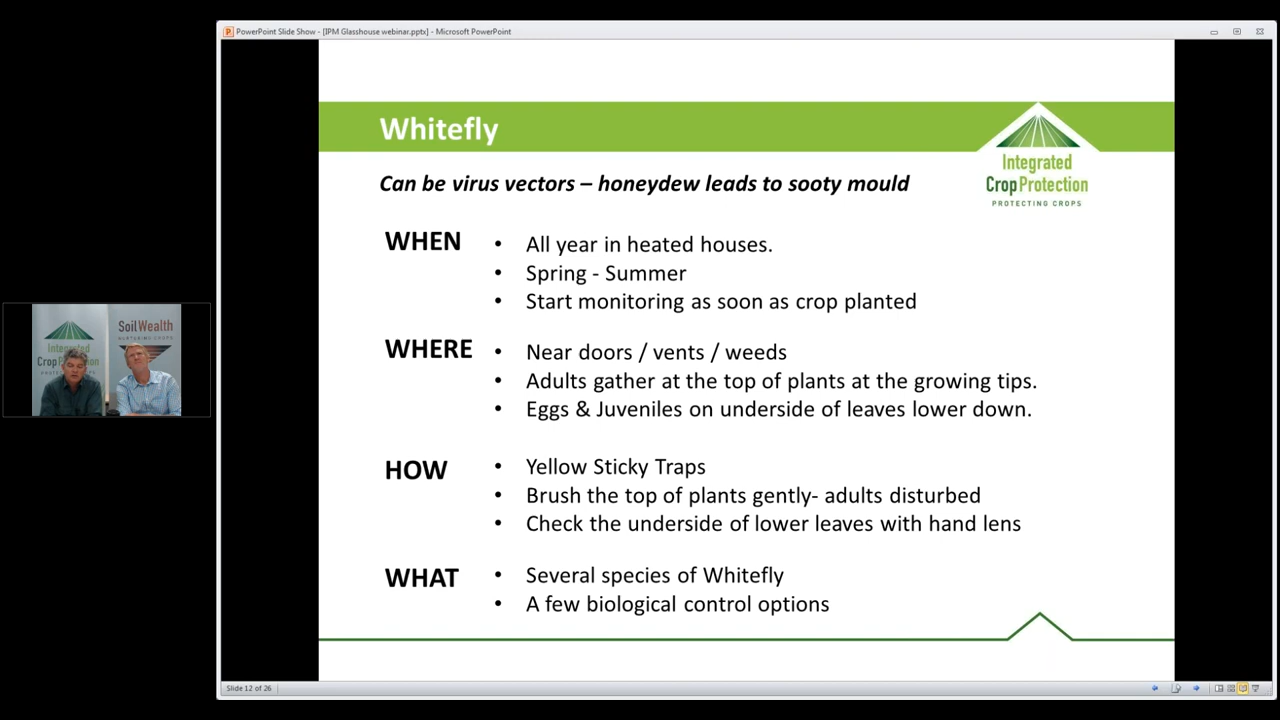 PowerPoint Slide Show - [IPM Glasshouse webinar.pptx] - Microsoft PowerPoint
Whitefly
Integrated
Crop Protection
PROTECTING CROPS
Can be virus vectors – honeydew leads to sooty mould
WHEN
• All year in heated houses.
• Spring - Summer
• Start monitoring as soon as crop planted
WHERE
• Near doors / vents / weeds
• Adults gather at the top of plants at the growing tips.
• Eggs & Juveniles on underside of leaves lower down.
HOW
• Yellow Sticky Traps
• Brush the top of plants gently- adults disturbed
• Check the underside of lower leaves with hand lens
WHAT
• Several species of Whitefly
• A few biological control options
Slide 12 of 26
SoilWealth
NURTURING CROPS
Integrated